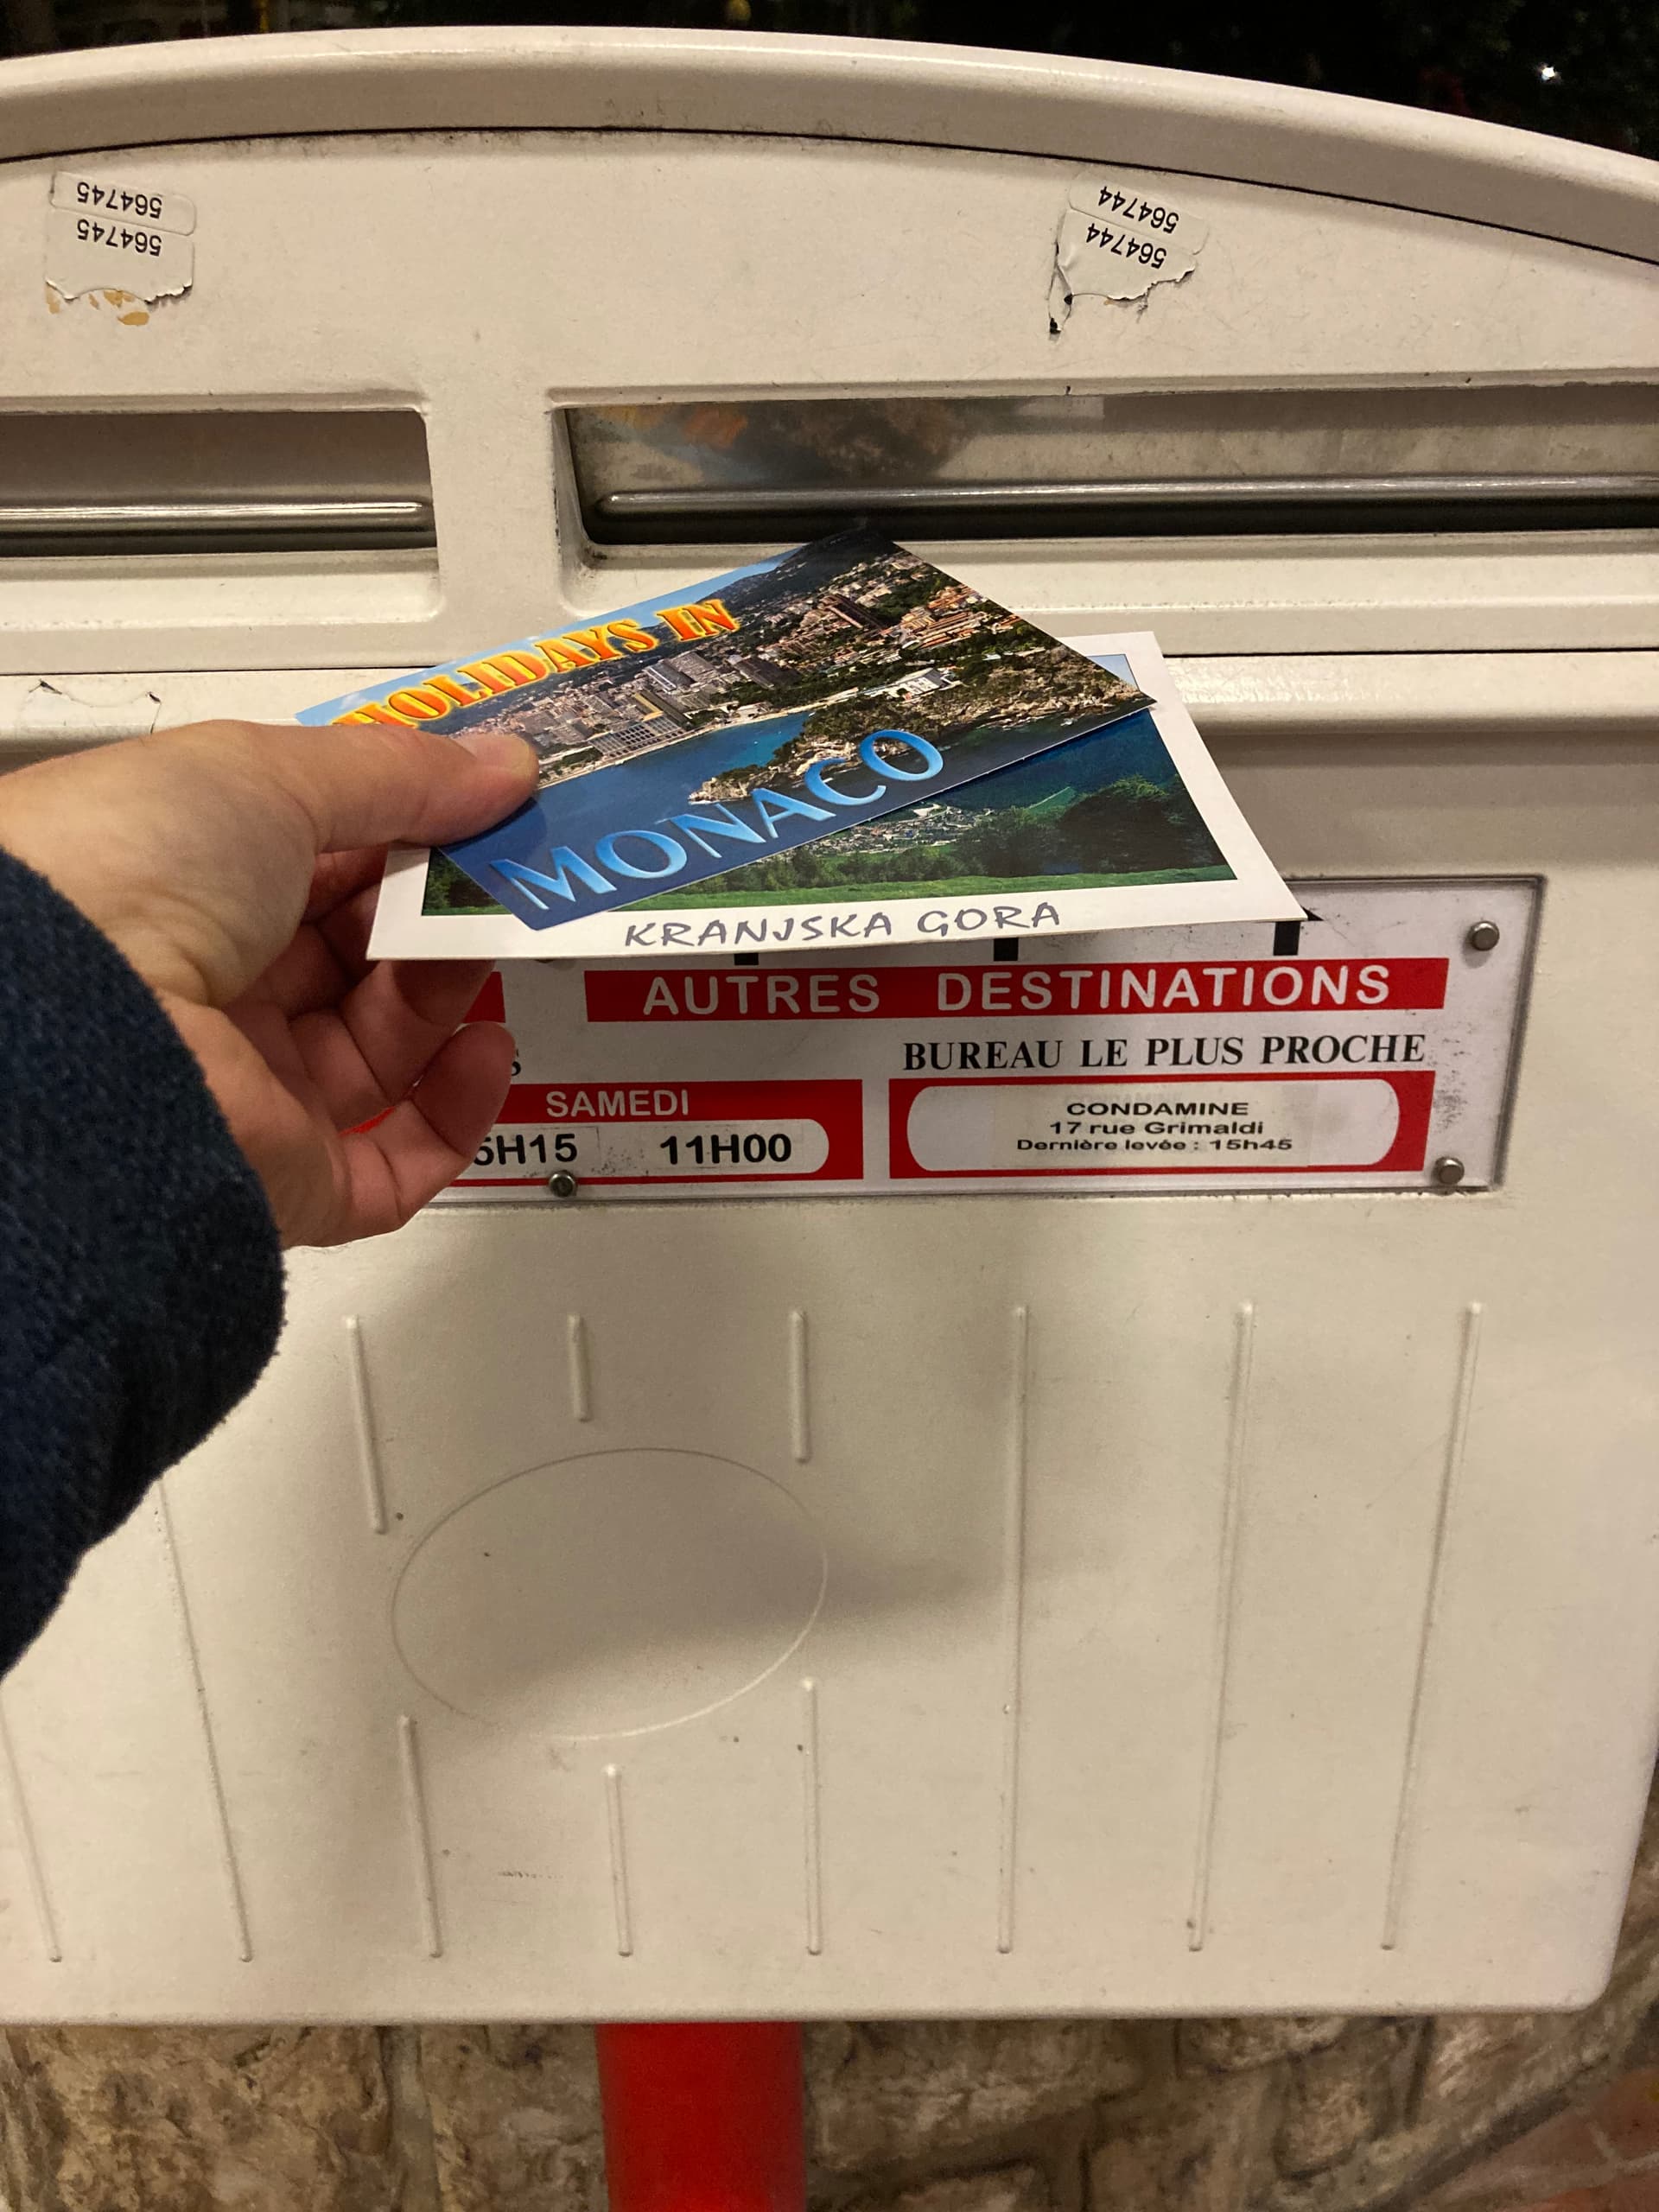 564745
564745
564744
564744
HOLIDAYS IN
MONACO
KRANJSKA GORA
AUTRES DESTINATIONS
BUREAU LE PLUS PROCHE
SAMEDI
11H00
CONDAMINE
17 rue Grimaldi
Dernière levée : 15h45